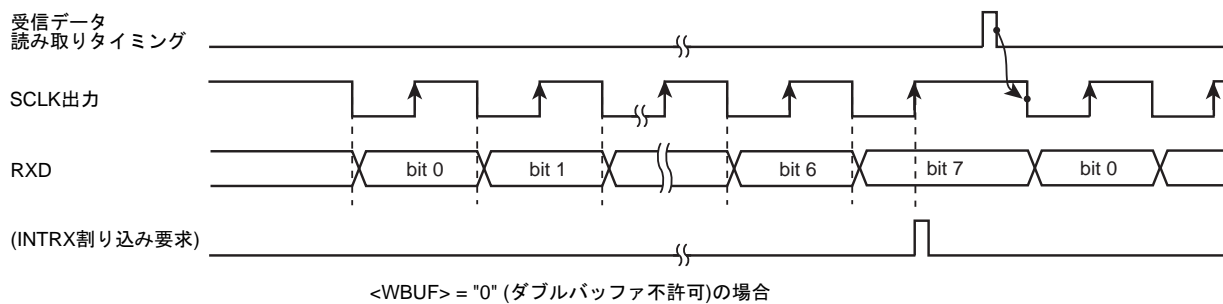 受信データ
読み取りタイミング
SCLK出力
RXD
bit 0
bit 1
bit 6
bit 7
bit 0
(INTRX割り込み要求)
<WBUF> = "0" (ダブルバッファ不許可)の場合